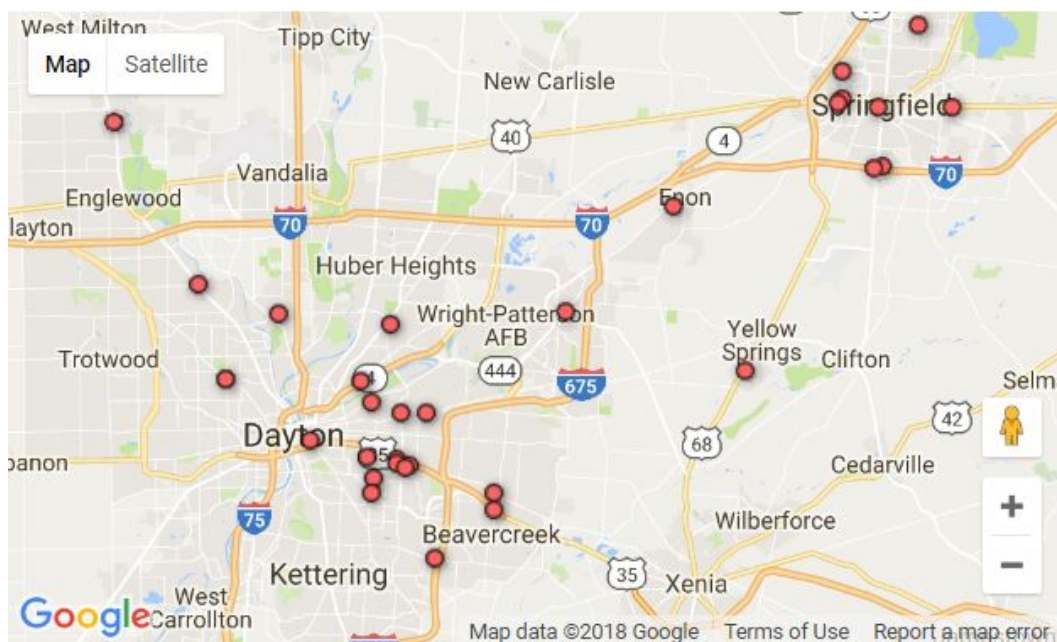 West Milton
Tipp City
Map
Satellite
New Carlisle
40
Springfield
4
70
Vandalia
Englewood
Enon
layton
70
70
Huber Heights
Wright-Patterson
AFB
Yellow
Springs
Trotwood
Clifton
4
444
675
Selm
42
Dayton
35
68
banon
Cedarville
75
Wilberforce
Beavercreek
Kettering
35
Xenia
West
Carrollton
Google
Map data ©2018 Google
Terms of Use
Report a map error